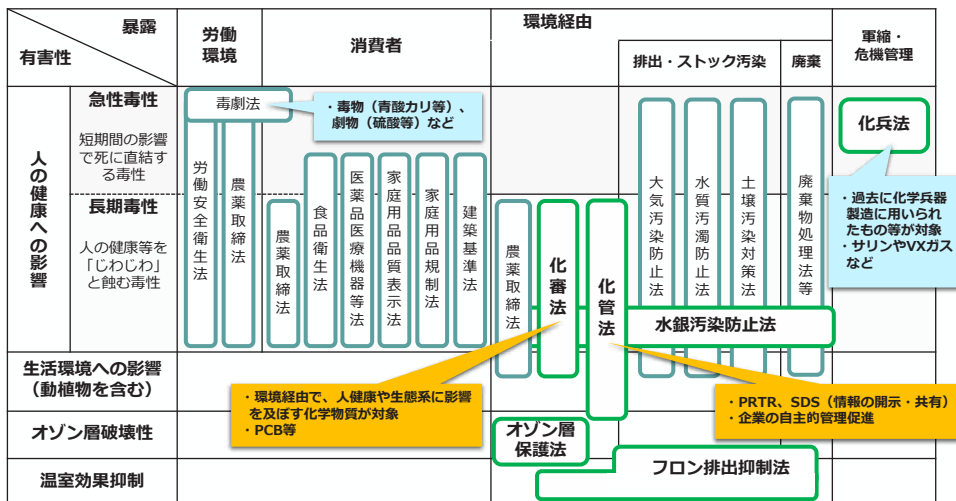 暴露
有害性
労働
環境
消費者
環境経由
排出・ストック汚染
廃棄
軍縮・
危機管理
人の健康への影響
急性毒性
短期間の影響
で死に直結す
る毒性
長期毒性
人の健康等を
「じわじわ」
と蝕む毒性
毒劇法
・毒物（青酸カリ等）、
劇物（硫酸等）など
労働安全衛生法
農薬取締法
農薬取締法
食品衛生法
医薬品医療機器等法
家庭用品品質表示法
家庭用品規制法
建築基準法
農薬取締法
化審法
化管法
大気汚染防止法
水質汚濁防止法
土壌汚染対策法
廃棄物処理法等
化兵法
・過去に化学兵器
製造に用いられ
たもの等が対象
・サリンやVXガス
など
水銀汚染防止法
生活環境への影響
（動植物を含む）
・環境経由で、人健康や生態系に影響
を及ぼす化学物質が対象
・PCB等
・PRTR、SDS（情報の開示・共有）
・企業の自主的管理促進
オゾン層破壊性
オゾン層
保護法
温室効果抑制
フロン排出抑制法